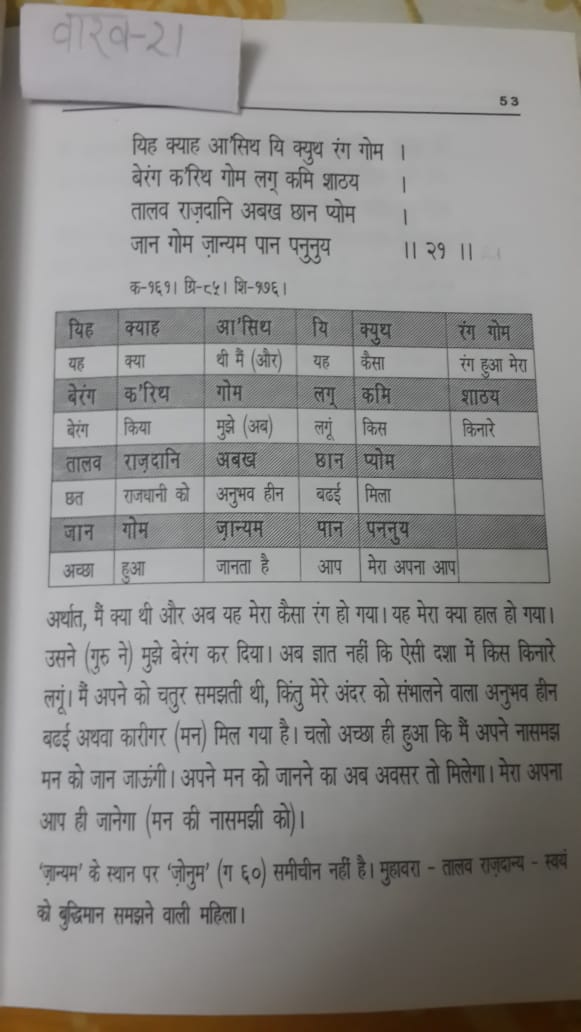 वाख-२१
53
यिह क्याह आ'सिथ यि क्युथ रंग गोम ।
बेरंग क'रिथ गोम लग् कमि शाठय ।
तालव राज़दानि अबख छान प्योम ।
जान गोम ज़ान्यम पान पनुनुय ।। २१ ।।
क-१६१। ग्रि-८५। शि-१७६।
यिह क्याह आ'सिथ यि क्युथ रंग गोम
यह क्या थी मैं (और) यह कैसा रंग हुआ मेरा
बेरंग क'रिथ गोम लग् कमि शाठय
बेरंग किया मुझे (अब) लगूं किस किनारे
तालव राज़दानि अबख छान प्योम
छत राजधानी को अनुभव हीन बढई मिला
जान गोम ज़ान्यम पान पननुय
अच्छा हुआ जानता है आप मेरा अपना आप
अर्थात, मैं क्या थी और अब यह मेरा कैसा रंग हो गया। यह मेरा क्या हाल हो गया।
उसने (गुरु ने) मुझे बेरंग कर दिया। अब ज्ञात नहीं कि ऐसी दशा में किस किनारे
लगूं। मैं अपने को चतुर समझती थी, किंतु मेरे अंदर को संभालने वाला अनुभव हीन
बढई अथवा कारीगर (मन) मिल गया है। चलो अच्छा ही हुआ कि मैं अपने नासमझ
मन को जान जाऊंगी। अपने मन को जानने का अब अवसर तो मिलेगा। मेरा अपना
आप ही जानेगा (मन की नासमझी को)।
'ज़ान्यम' के स्थान पर 'ज़ोनुम' (ग ६०) समीचीन नहीं है। मुहावरा - तालव राज़दान्य - स्वयं
को बुद्धिमान समझने वाली महिला।